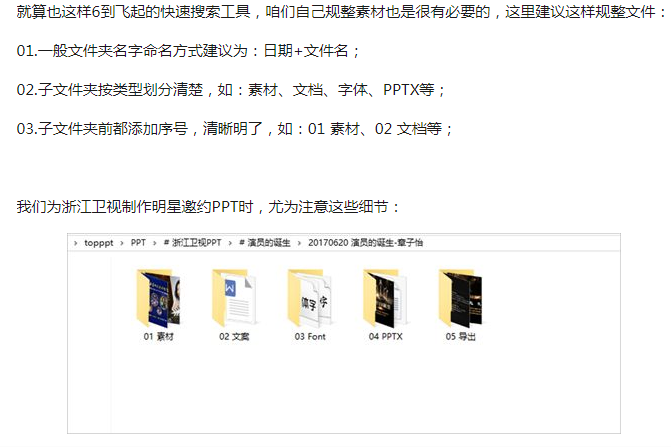 就算也这样6到飞起的快速搜索工具，咱们自己规整素材也是很有必要的，这里建议这样规整文件：
01.一般文件夹名字命名方式建议为：日期+文件名；
02.子文件夹按类型划分清楚，如：素材、文档、字体、PPTX等；
03.子文件夹前都添加序号，清晰明了，如：01 素材、02 文档等；
我们为浙江卫视制作明星邀约PPT时，尤为注意这些细节：
› topppt › PPT › # 浙江卫视PPT › # 演员的诞生 › 20170620 演员的诞生-章子怡
W 体字 字
01 素材 02 文案 03 Font 04 PPTX 05 导出